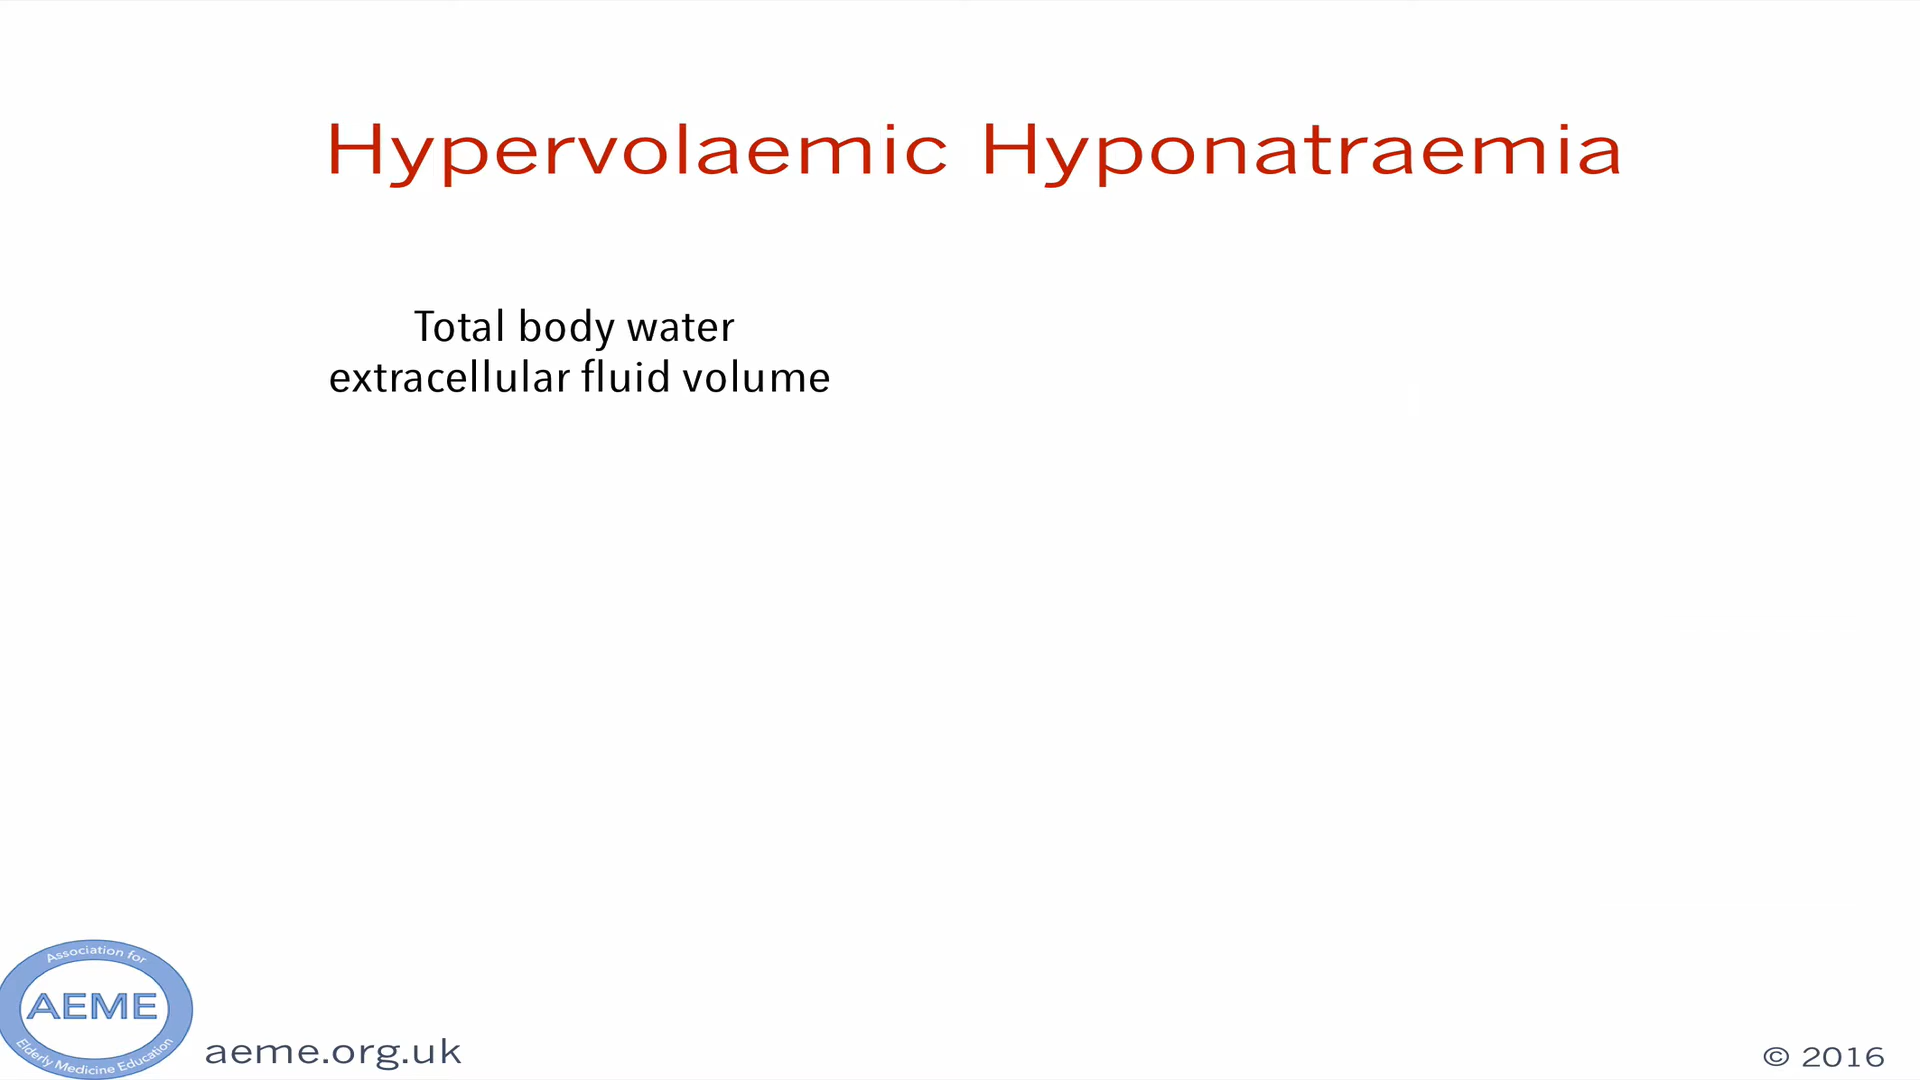 Hypervolaemic Hyponatraemia
Total body water
extracellular fluid volume
Association for
AEME
Elderly Medicine Education
aeme.org.uk
© 2016